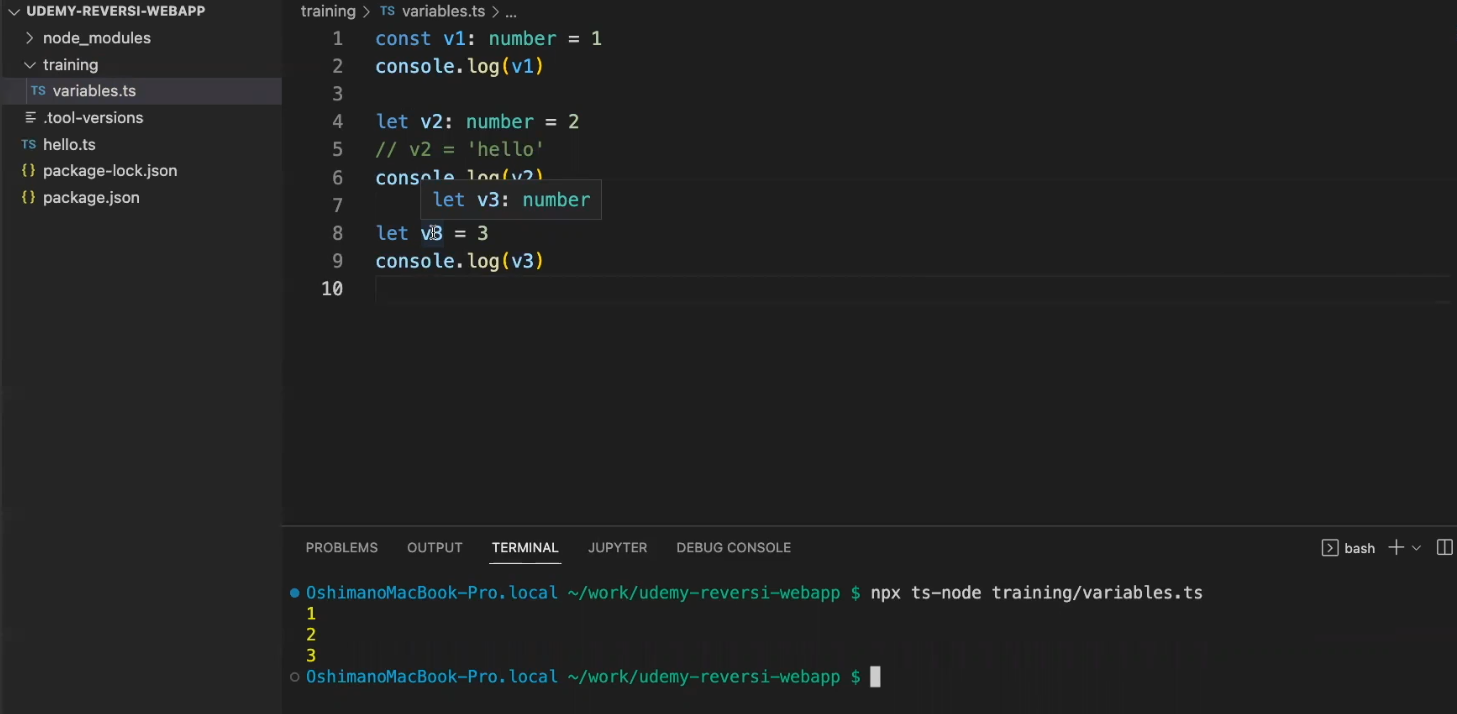 UDEMY-REVERSI-WEBAPP
node_modules
training
TS variables.ts
.tool-versions
TS hello.ts
{} package-lock.json
{} package.json
training > TS variables.ts > ...
1 const v1: number = 1
2 console.log(v1)
3
4 let v2: number = 2
5 // v2 = 'hello'
6 console.log(v2)
7
let v3: number
8 let v3 = 3
9 console.log(v3)
10
PROBLEMS OUTPUT TERMINAL JUPYTER DEBUG CONSOLE bash
OshimanoMacBook-Pro.local ~/work/udemy-reversi-webapp $ npx ts-node training/variables.ts
1
2
3
OshimanoMacBook-Pro.local ~/work/udemy-reversi-webapp $